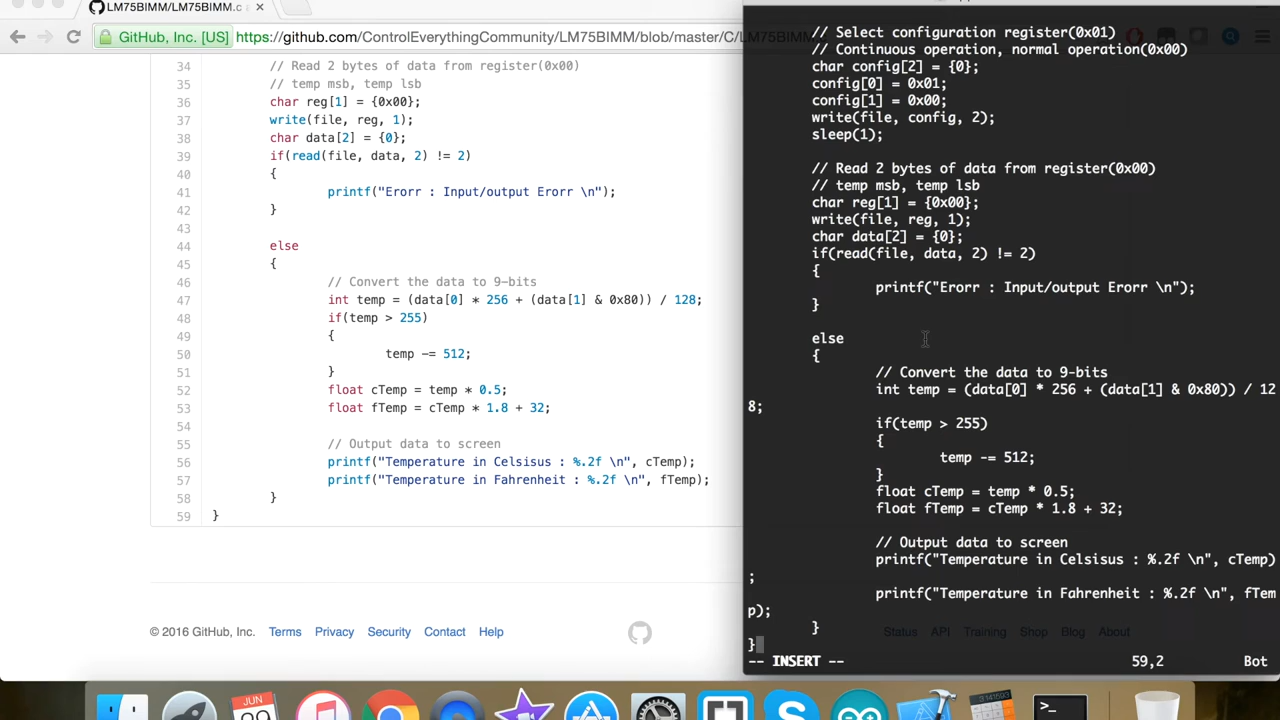 LM75BIMM/LM75BIMM.c
GitHub, Inc. [US] https://github.com/ControlEverythingCommunity/LM75BIMM/blob/master/C/LM75BIMM.
34 // Read 2 bytes of data from register(0x00)
35 // temp msb, temp lsb
36 char reg[1] = {0x00};
37 write(file, reg, 1);
38 char data[2] = {0};
39 if(read(file, data, 2) != 2)
40 {
41 printf("Erorr : Input/output Erorr \n");
42 }
43
44 else
45 {
46 // Convert the data to 9-bits
47 int temp = (data[0] * 256 + (data[1] & 0x80)) / 128;
48 if(temp > 255)
49 {
50 temp -= 512;
51 }
52 float cTemp = temp * 0.5;
53 float fTemp = cTemp * 1.8 + 32;
54
55 // Output data to screen
56 printf("Temperature in Celsisus : %.2f \n", cTemp);
57 printf("Temperature in Fahrenheit : %.2f \n", fTemp);
58 }
59 }
© 2016 GitHub, Inc. Terms Privacy Security Contact Help
// Select configuration register(0x01)
// Continuous operation, normal operation(0x00)
char config[2] = {0};
config[0] = 0x01;
config[1] = 0x00;
write(file, config, 2);
sleep(1);
// Read 2 bytes of data from register(0x00)
// temp msb, temp lsb
char reg[1] = {0x00};
write(file, reg, 1);
char data[2] = {0};
if(read(file, data, 2) != 2)
{
printf("Erorr : Input/output Erorr \n");
}
else
{
// Convert the data to 9-bits
int temp = (data[0] * 256 + (data[1] & 0x80)) / 12
8;
if(temp > 255)
{
temp -= 512;
}
float cTemp = temp * 0.5;
float fTemp = cTemp * 1.8 + 32;
// Output data to screen
printf("Temperature in Celsisus : %.2f \n", cTemp)
;
printf("Temperature in Fahrenheit : %.2f \n", fTem
p);
}
Status API Training Shop Blog About
}
-- INSERT -- 59,2 Bot